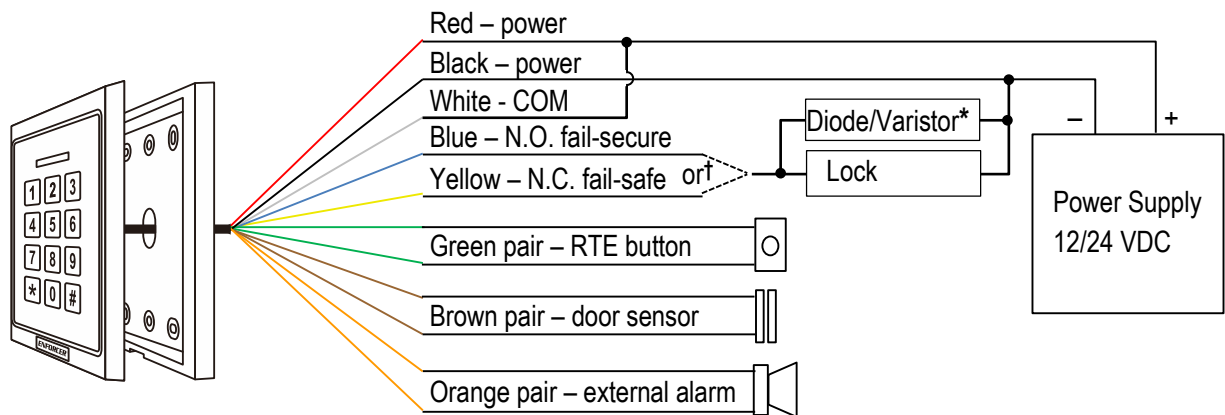 Red – power
Black – power
White - COM
Blue – N.O. fail-secure
Yellow – N.C. fail-safe
or†
Diode/Varistor*
Lock
– +
Power Supply
12/24 VDC
Green pair – RTE button
Brown pair – door sensor
Orange pair – external alarm
1 2 3
4 5 6
7 8 9
* 0 #
ENFORCER